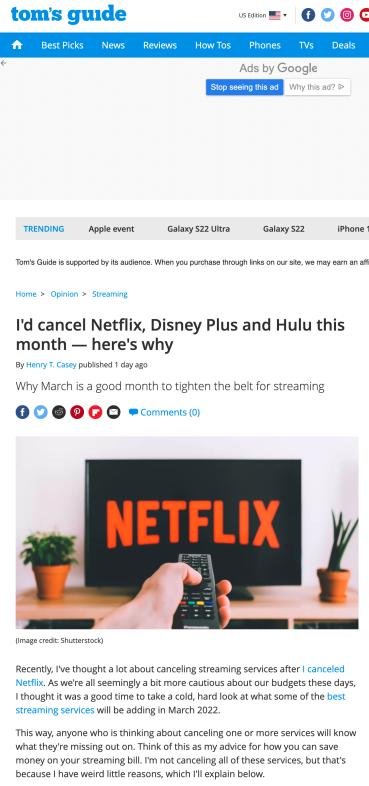 tom's guide
US Edition
Best Picks News Reviews How Tos Phones TVs Deals
Ads by Google
Stop seeing this ad Why this ad?
TRENDING Apple event Galaxy S22 Ultra Galaxy S22 iPhone 1
Tom's Guide is supported by its audience. When you purchase through links on our site, we may earn an affi
Home > Opinion > Streaming
I'd cancel Netflix, Disney Plus and Hulu this
month — here's why
By Henry T. Casey published 1 day ago
Why March is a good month to tighten the belt for streaming
Comments (0)
NETFLIX
Panasonic
(Image credit: Shutterstock)
Recently, I've thought a lot about canceling streaming services after I canceled
Netflix. As we're all seemingly a bit more cautious about our budgets these days,
I thought it was a good time to take a cold, hard look at what some of the best
streaming services will be adding in March 2022.
This way, anyone who is thinking about canceling one or more services will know
what they're missing out on. Think of this as my advice for how you can save
money on your streaming bill. I'm not canceling all of these services, but that's
because I have weird little reasons, which I'll explain below.